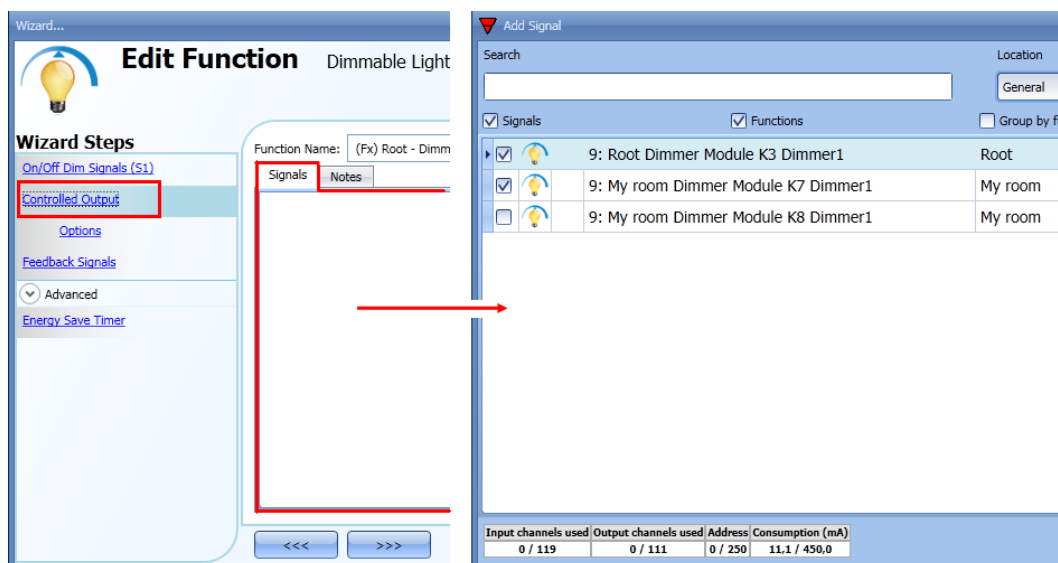 Wizard...
Edit Function Dimmable Light
Wizard Steps
On/Off Dim Signals (S1)
Controlled Output
Options
Feedback Signals
Advanced
Energy Save Timer
Function Name: (Fx) Root - Dimm
Signals Notes
<<< >>>
Add Signal
Search Location
General
Signals Functions Group by f
9: Root Dimmer Module K3 Dimmer1 Root
9: My room Dimmer Module K7 Dimmer1 My room
9: My room Dimmer Module K8 Dimmer1 My room
Input channels used Output channels used Address Consumption (mA)
0 / 119 0 / 111 0 / 250 11,1 / 450,0